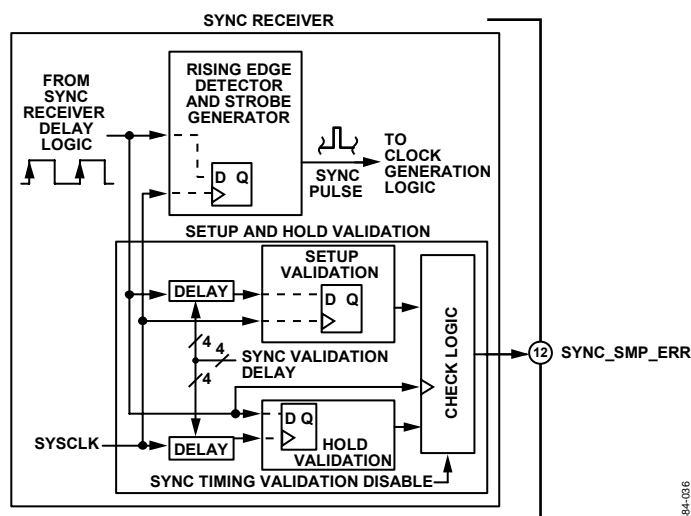 SYNC RECEIVER
FROM
SYNC
RECEIVER
DELAY
LOGIC
RISING EDGE
DETECTOR
AND STROBE
GENERATOR
D Q
SYNC
PULSE
TO
CLOCK
GENERATION
LOGIC
SETUP AND HOLD VALIDATION
SETUP
VALIDATION
DELAY
D Q
4
4
4
SYNC VALIDATION
DELAY
CHECK LOGIC
12
SYNC_SMP_ERR
SYSCLK
DELAY
D Q
HOLD
VALIDATION
SYNC TIMING VALIDATION DISABLE
84-036